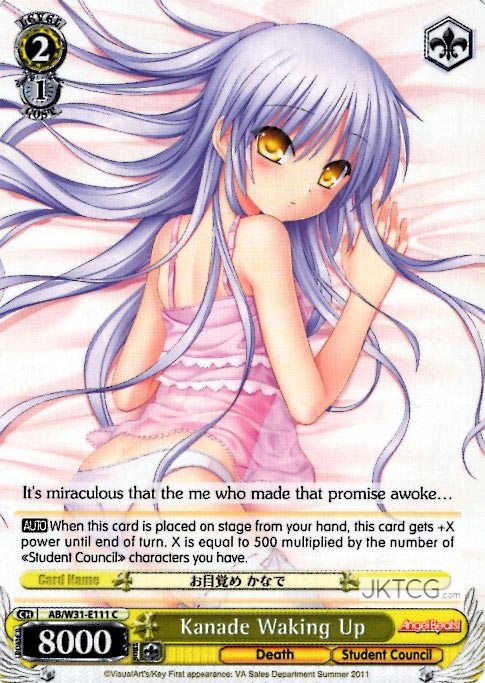 LEVEL
2
1
COST
It's miraculous that the me who made that promise awoke...
AUTO When this card is placed on stage from your hand, this card gets +X
power until end of turn. X is equal to 500 multiplied by the number of
«Student Council» characters you have.
Card Name お目覚め かなで
JKTCG.com
CH AB/W31-E111 C
POWER 8000
Kanade Waking Up
Angel Beats!
Death Student Council
©VisualArt's/Key First appearance: VA Sales Department Summer 2011